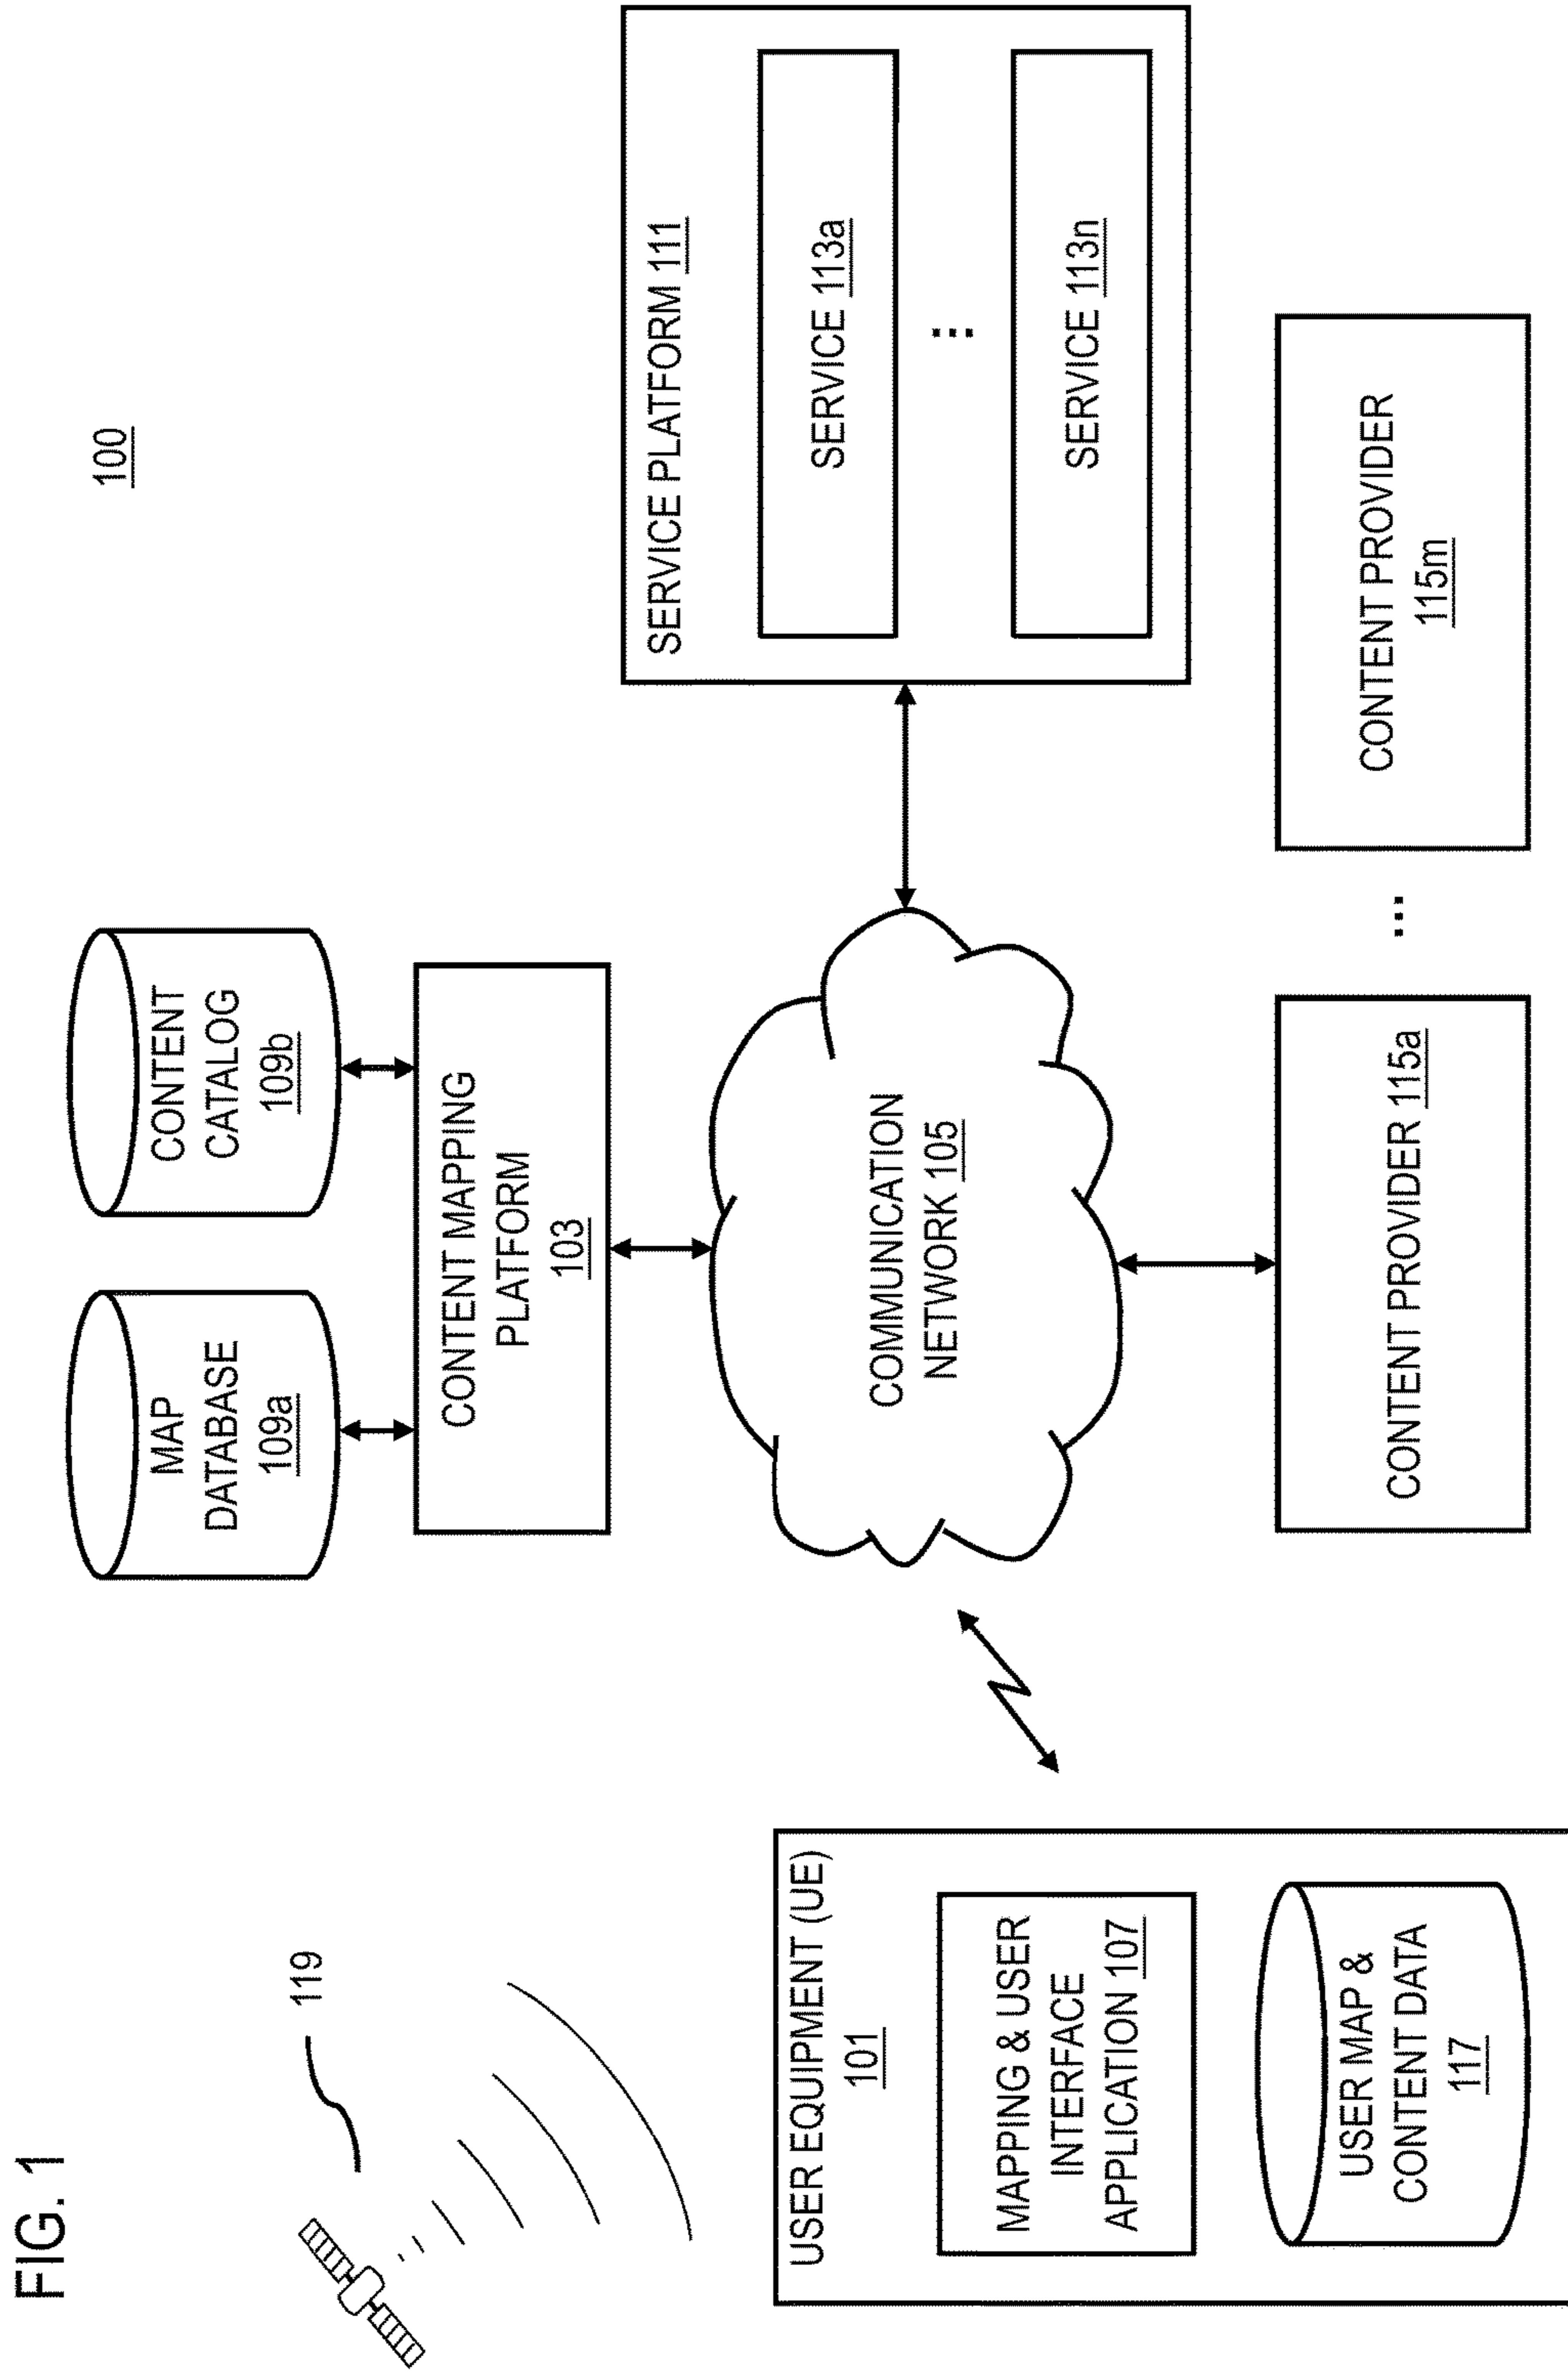 FIG. 1
100
119
MAP
DATABASE
109a
CONTENT
CATALOG
109b
CONTENT MAPPING
PLATFORM
103
COMMUNICATION
NETWORK 105
SERVICE PLATFORM 111
SERVICE 113a
...
SERVICE 113n
USER EQUIPMENT (UE)
101
MAPPING & USER
INTERFACE
APPLICATION 107
USER MAP &
CONTENT DATA
117
CONTENT PROVIDER 115a
...
CONTENT PROVIDER
115m